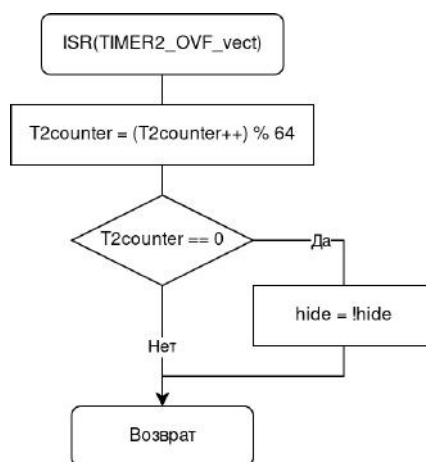 ISR(TIMER2_OVF_vect)
T2counter = (T2counter++) % 64
T2counter == 0
Да
hide = !hide
Нет
Возврат